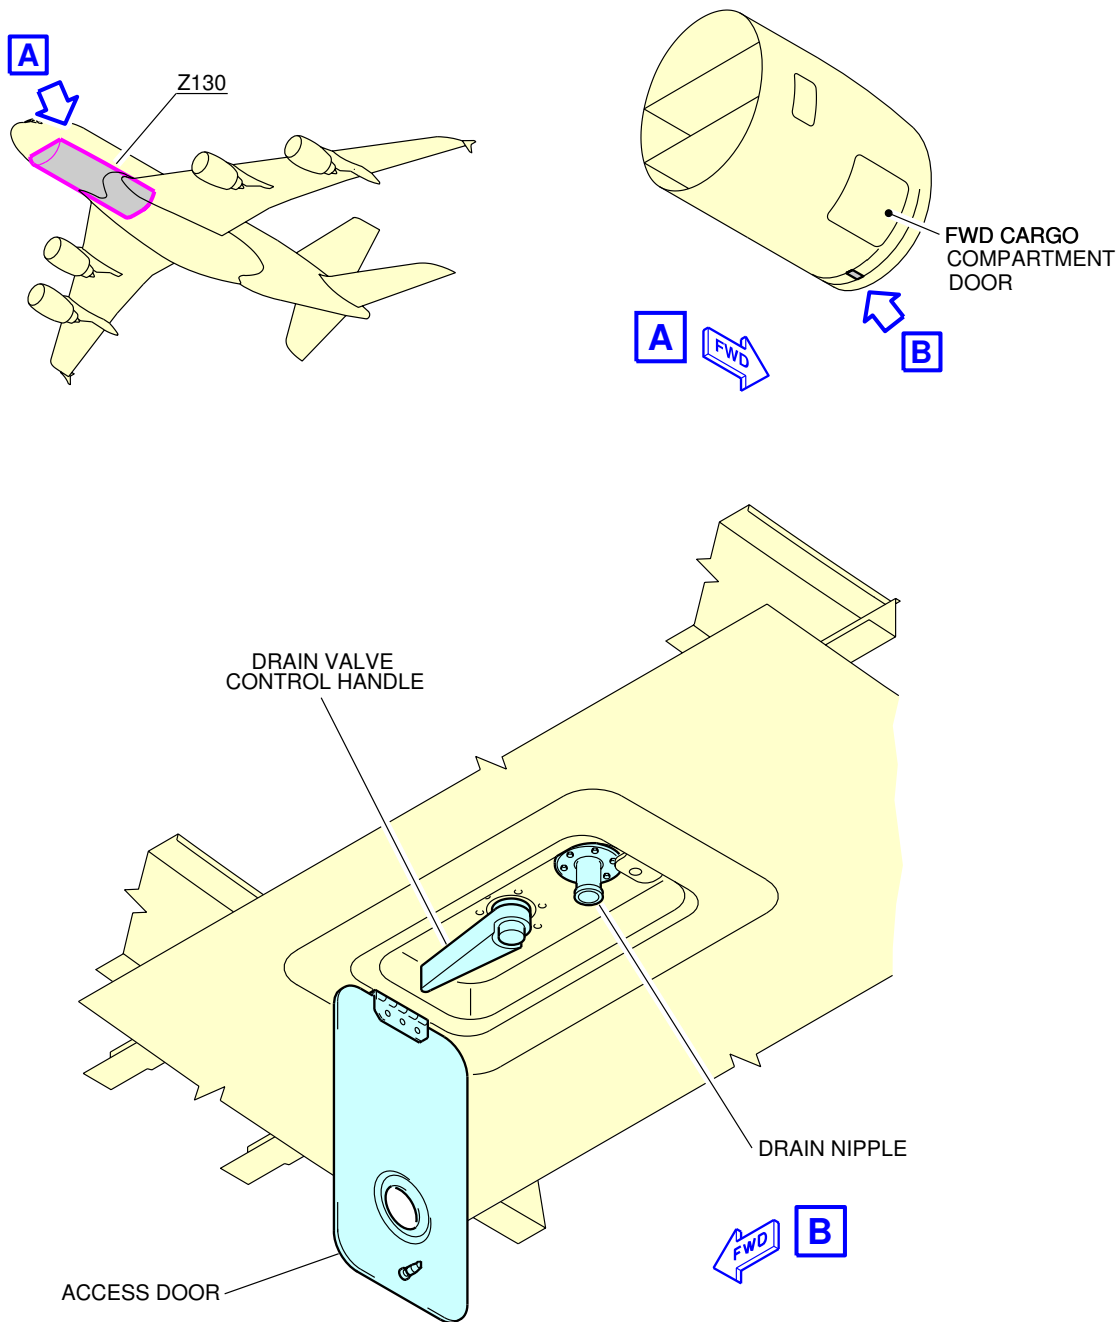 A
Z130
FWD CARGO
COMPARTMENT
DOOR
A
FWD
B
DRAIN VALVE
CONTROL HANDLE
DRAIN NIPPLE
FWD
B
ACCESS DOOR